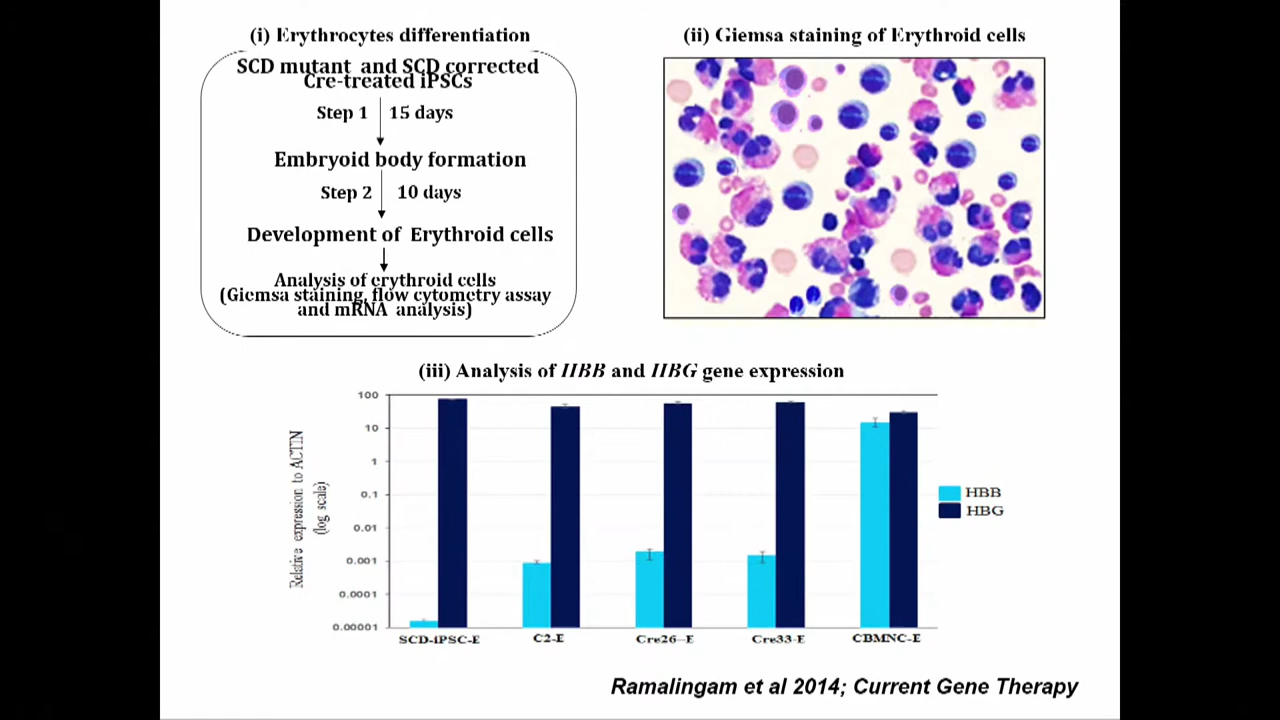 (i) Erythrocytes differentiation
SCD mutant and SCD corrected
Cre-treated iPSCs
Step 1 15 days
Embryoid body formation
Step 2 10 days
Development of Erythroid cells
Analysis of erythroid cells
(Giemsa staining, flow cytometry assay
and mRNA analysis)
(ii) Giemsa staining of Erythroid cells
(iii) Analysis of HBB and HBG gene expression
Relative expression to ACTIN
(log scale)
100
10
1
0.1
0.01
0.001
0.0001
0.00001
SCD-iPSC-E C2-E Cre26-E Cre33-E CBMNC-E
HBB
HBG
Ramalingam et al 2014; Current Gene Therapy